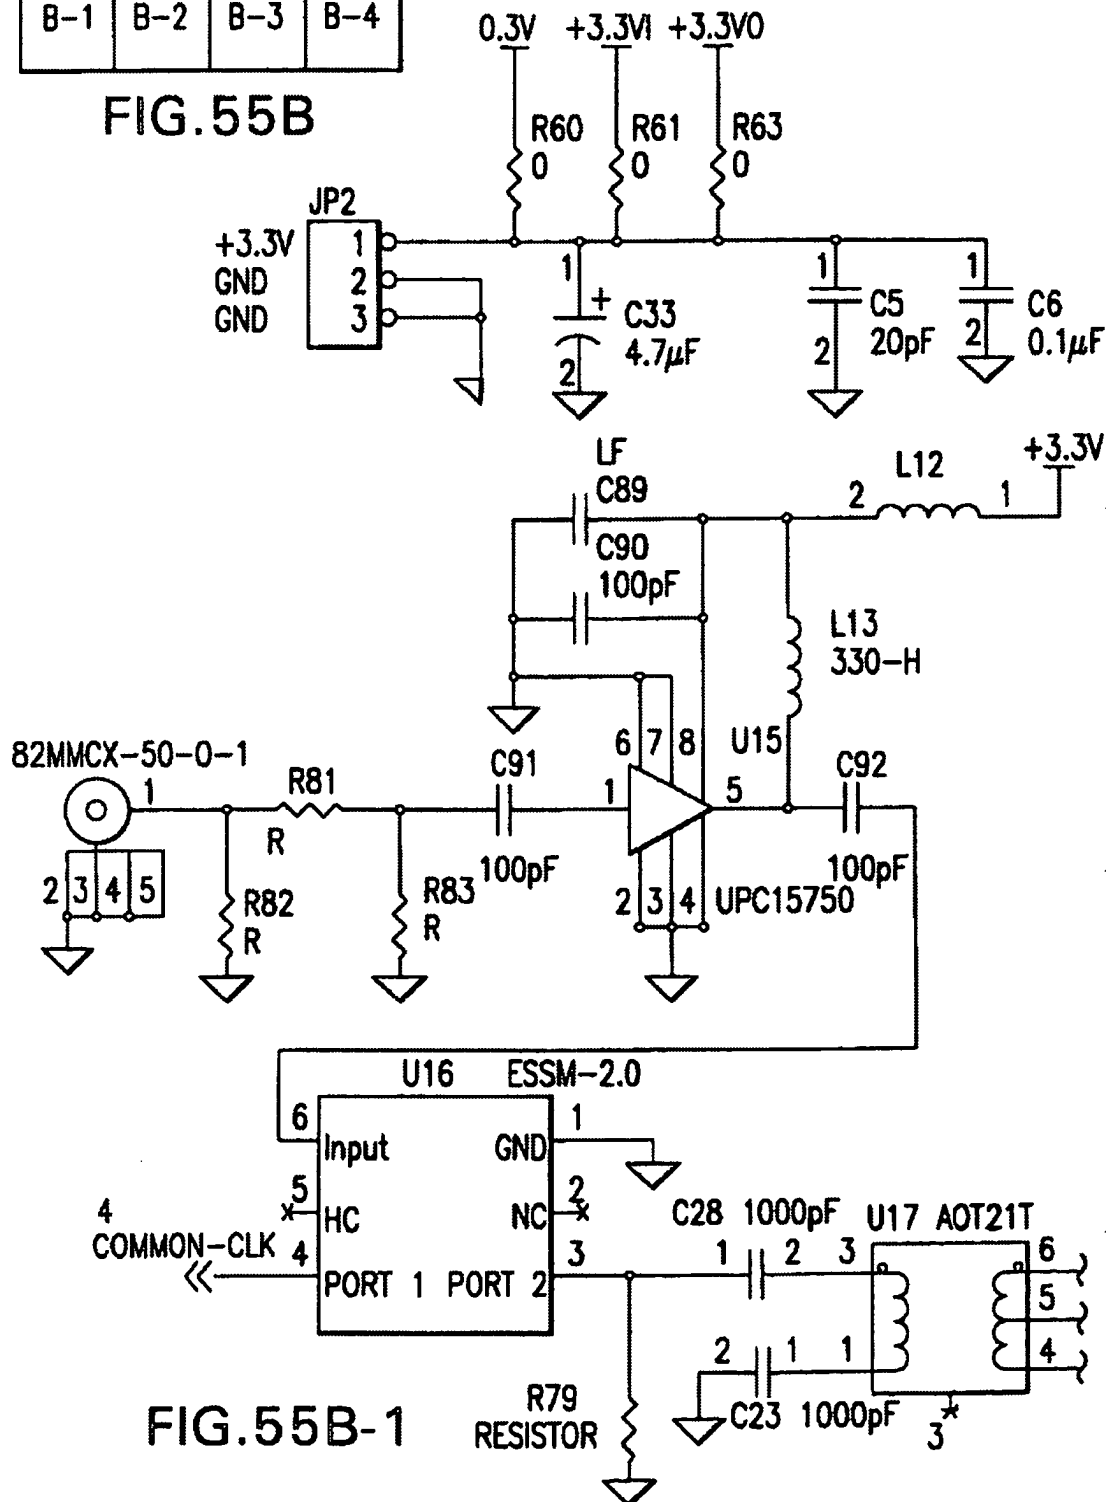 B-1 B-2 B-3 B-4
FIG.55B
0.3V +3.3VI +3.3VO
R60
0
R61
0
R63
0
JP2
+3.3V 1
GND 2
GND 3
1
+
C33
4.7µF
2
1
C5
20pF
2
1
C6
0.1µF
2
LF
C89
C90
100pF
2 L12 1
+3.3V
L13
330-H
82MMCX-50-0-1
1
2 3 4 5
R81
R
R82
R
R83
R
C91
100pF
6 7 8 U15
1 5
2 3 4 UPC15750
C92
100pF
U16 ESSM-2.0
6 Input GND 1
5 HC NC 2
4
COMMON-CLK 4 PORT 1 PORT 2 3
C28 1000pF
1 2 3
U17 AOT21T
6
5
4
2 1 1
C23 1000pF
3
R79
RESISTOR
FIG.55B-1